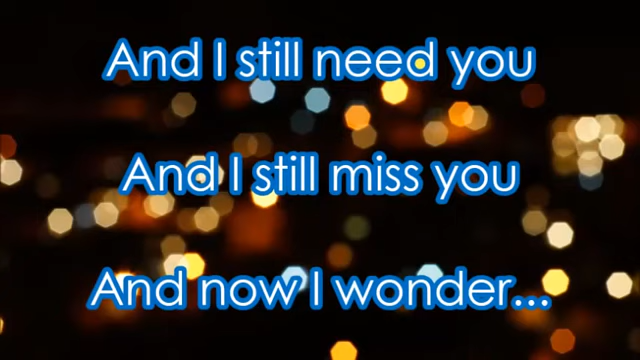 And I still need you
And I still miss you
And now I wonder...